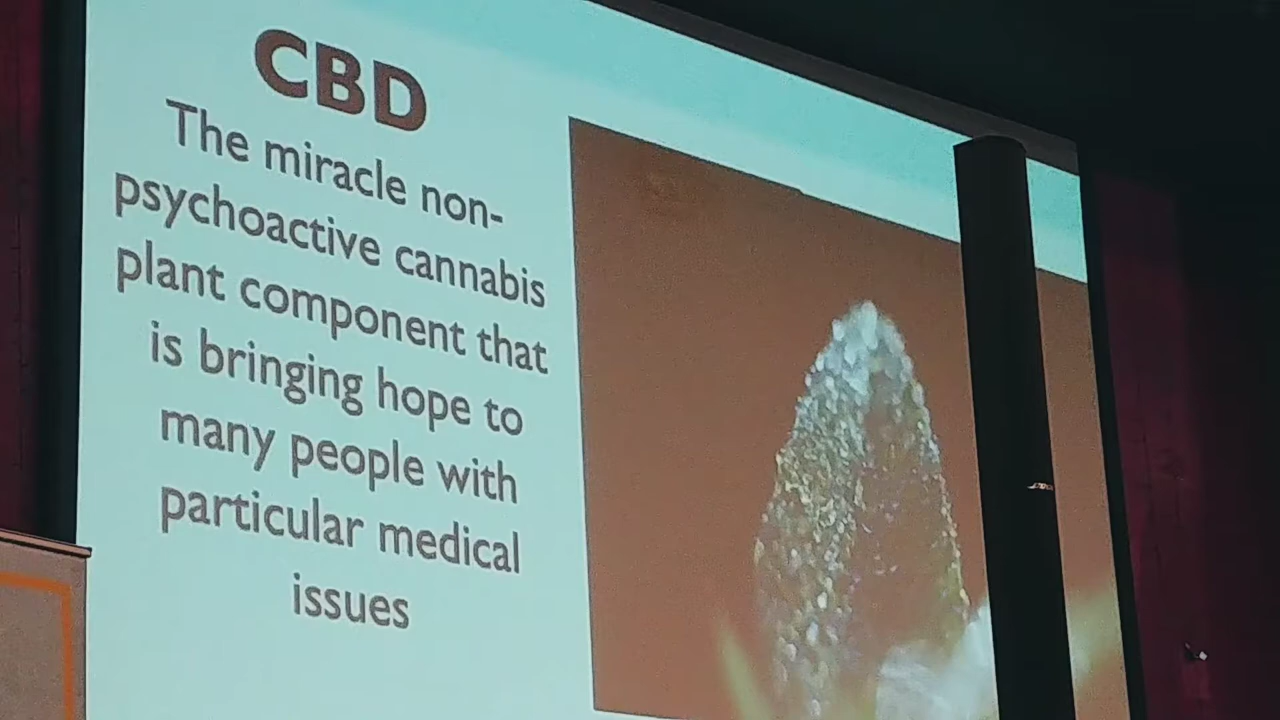 CBD
The miracle non-
psychoactive cannabis
plant component that
is bringing hope to
many people with
particular medical
issues